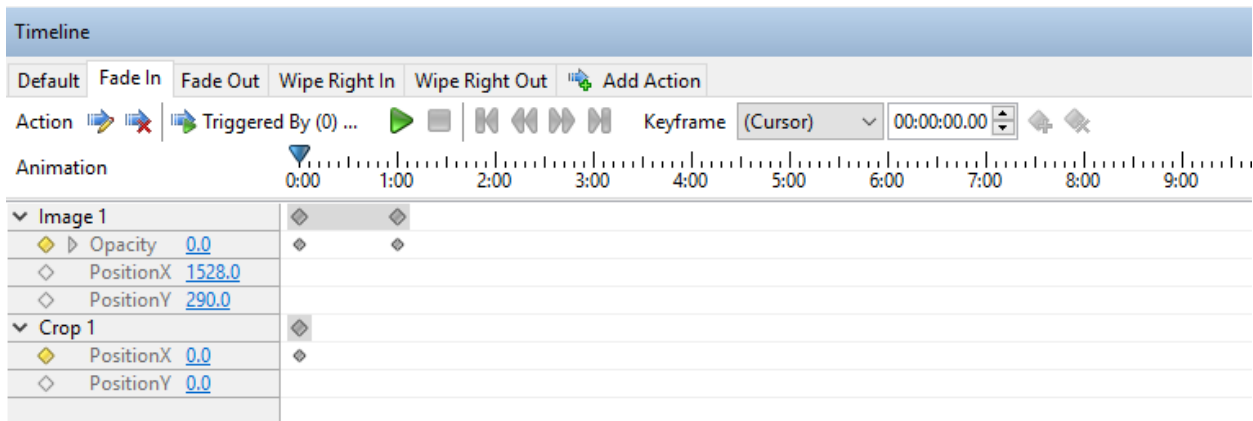 Timeline
Default Fade In Fade Out Wipe Right In Wipe Right Out Add Action
Action Triggered By (0) ... Keyframe (Cursor) 00:00:00.00
Animation 0:00 1:00 2:00 3:00 4:00 5:00 6:00 7:00 8:00 9:00
Image 1
Opacity 0.0
PositionX 1528.0
PositionY 290.0
Crop 1
PositionX 0.0
PositionY 0.0